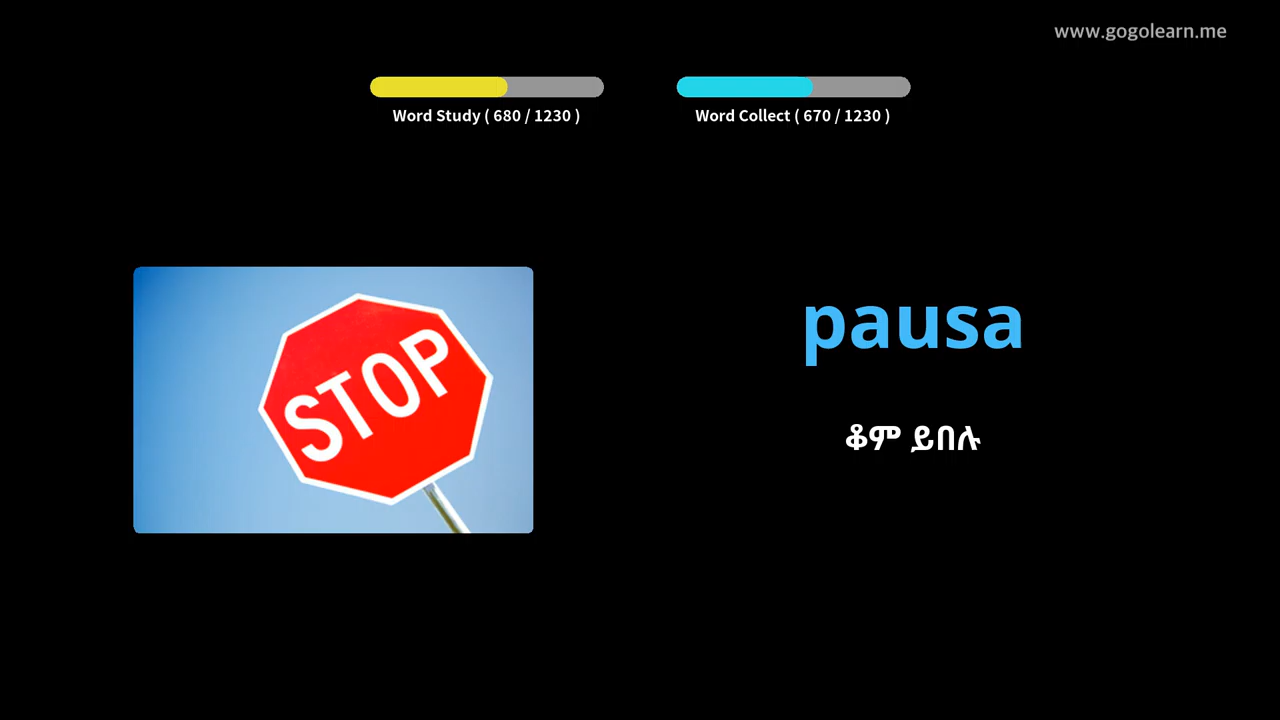 www.gogolearn.me
Word Study ( 680 / 1230 )
Word Collect ( 670 / 1230 )
STOP
pausa
ቆም ይበሉ